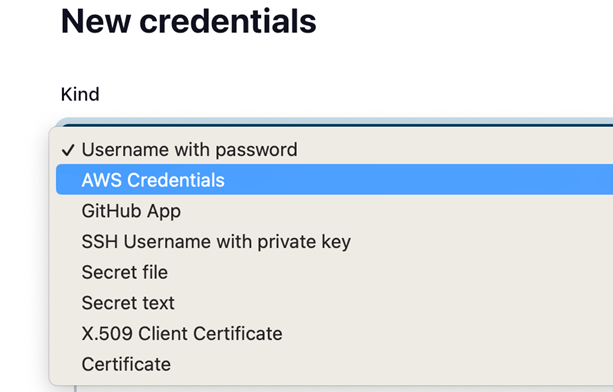 New credentials
Kind
✓ Username with password
AWS Credentials
GitHub App
SSH Username with private key
Secret file
Secret text
X.509 Client Certificate
Certificate